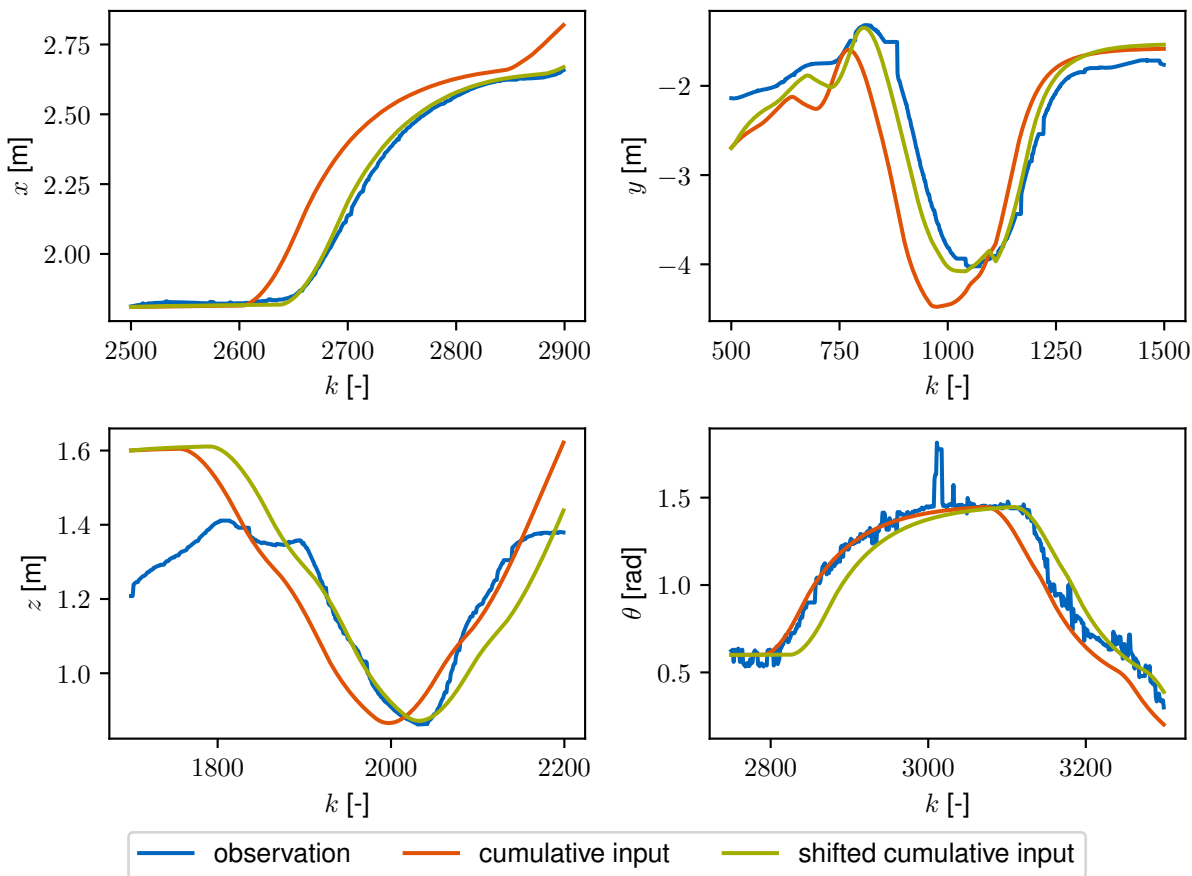 2.75
2.50
2.25
2.00
x [m]
2500 2600 2700 2800 2900
k [-]
−2
−3
−4
y [m]
500 750 1000 1250 1500
k [-]
1.6
1.4
1.2
1.0
z [m]
1800 2000 2200
k [-]
1.5
1.0
0.5
θ [rad]
2800 3000 3200
k [-]
observation cumulative input shifted cumulative input